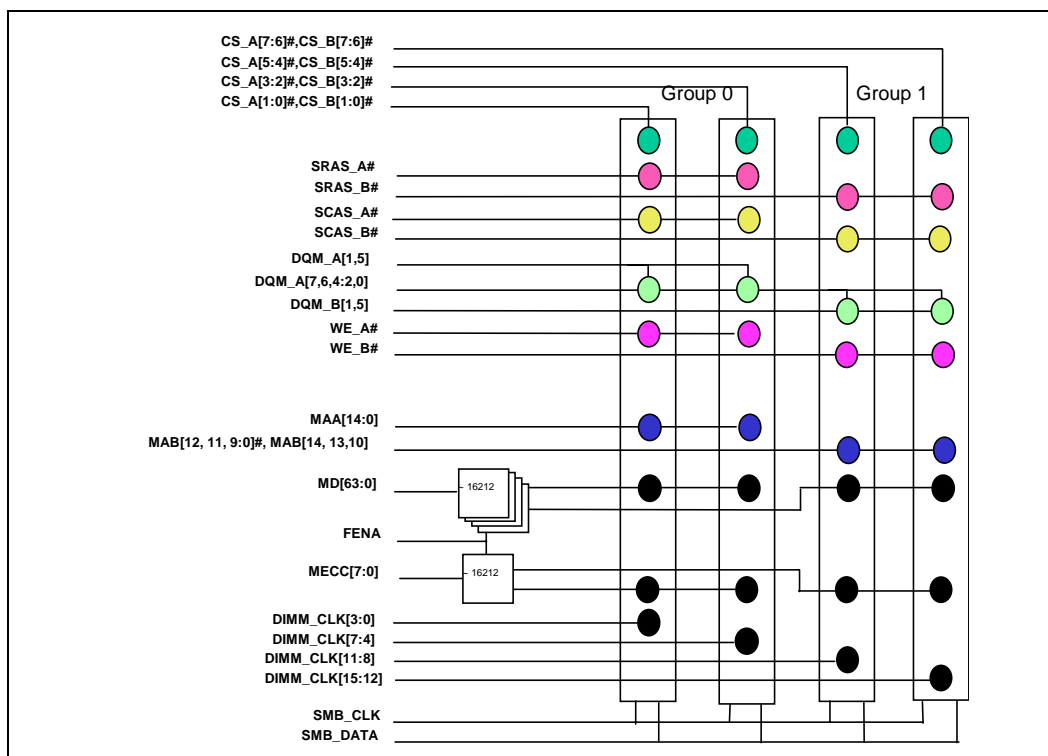 CS_A[7:6]#,CS_B[7:6]#
CS_A[5:4]#,CS_B[5:4]#
CS_A[3:2]#,CS_B[3:2]#
CS_A[1:0]#,CS_B[1:0]#
Group 0
Group 1
SRAS_A#
SRAS_B#
SCAS_A#
SCAS_B#
DQM_A[1,5]
DQM_A[7,6,4:2,0]
DQM_B[1,5]
WE_A#
WE_B#
MAA[14:0]
MAB[12, 11, 9:0]#, MAB[14, 13,10]
MD[63:0]
16212
FENA
MECC[7:0]
16212
DIMM_CLK[3:0]
DIMM_CLK[7:4]
DIMM_CLK[11:8]
DIMM_CLK[15:12]
SMB_CLK
SMB_DATA